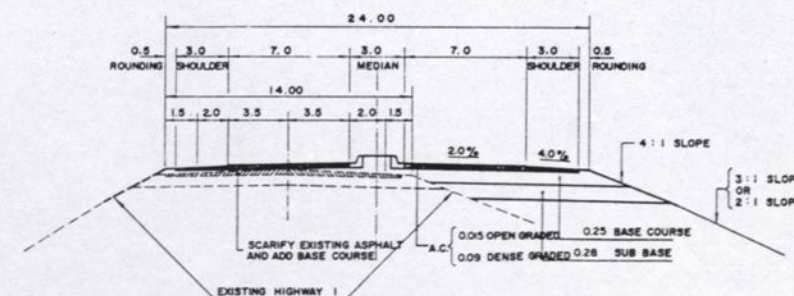 24.00
0.5 3.0 7.0 3.0 7.0 3.0 0.5
ROUNDING SHOULDER MEDIAN SHOULDER ROUNDING
14.00
1.5 2.0 3.5 3.5 2.0 1.5
2.0% 4.0%
4:1 SLOPE
3:1 SLOPE
OR
2:1 SLOPE
SCARIFY EXISTING ASPHALT
AND ADD BASE COURSE
A.C.
0.015 OPEN GRADED
0.09 DENSE GRADED
0.25 BASE COURSE
0.28 SUB BASE
EXISTING HIGHWAY 1